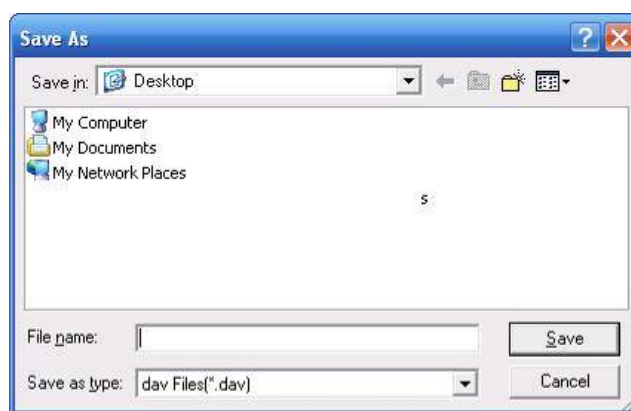 Save As
Save in: Desktop
My Computer
My Documents
My Network Places
s
File name: Save
Save as type: dav Files(*.dav) Cancel